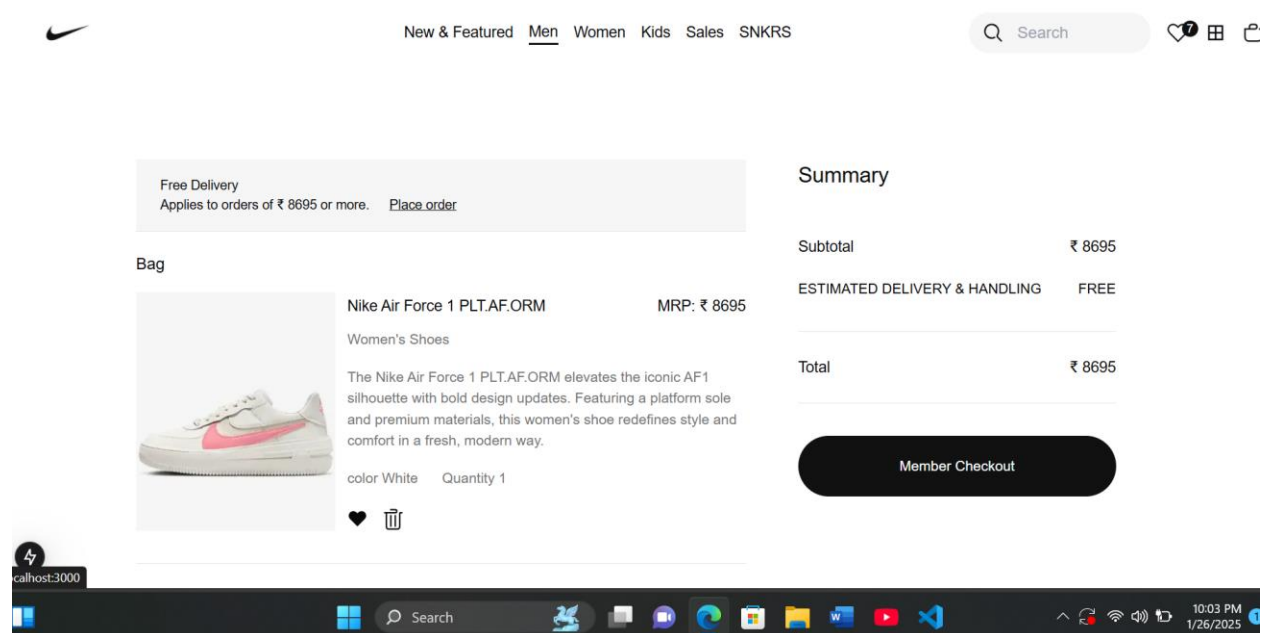 New & Featured Men Women Kids Sales SNKRS
Search
7
Free Delivery
Applies to orders of ₹ 8695 or more. Place order
Bag
Nike Air Force 1 PLT.AF.ORM MRP: ₹ 8695
Women's Shoes
The Nike Air Force 1 PLT.AF.ORM elevates the iconic AF1
silhouette with bold design updates. Featuring a platform sole
and premium materials, this women's shoe redefines style and
comfort in a fresh, modern way.
color White Quantity 1
Summary
Subtotal ₹ 8695
ESTIMATED DELIVERY & HANDLING FREE
Total ₹ 8695
Member Checkout
calhost:3000
Search
W
10:03 PM
1/26/2025
1